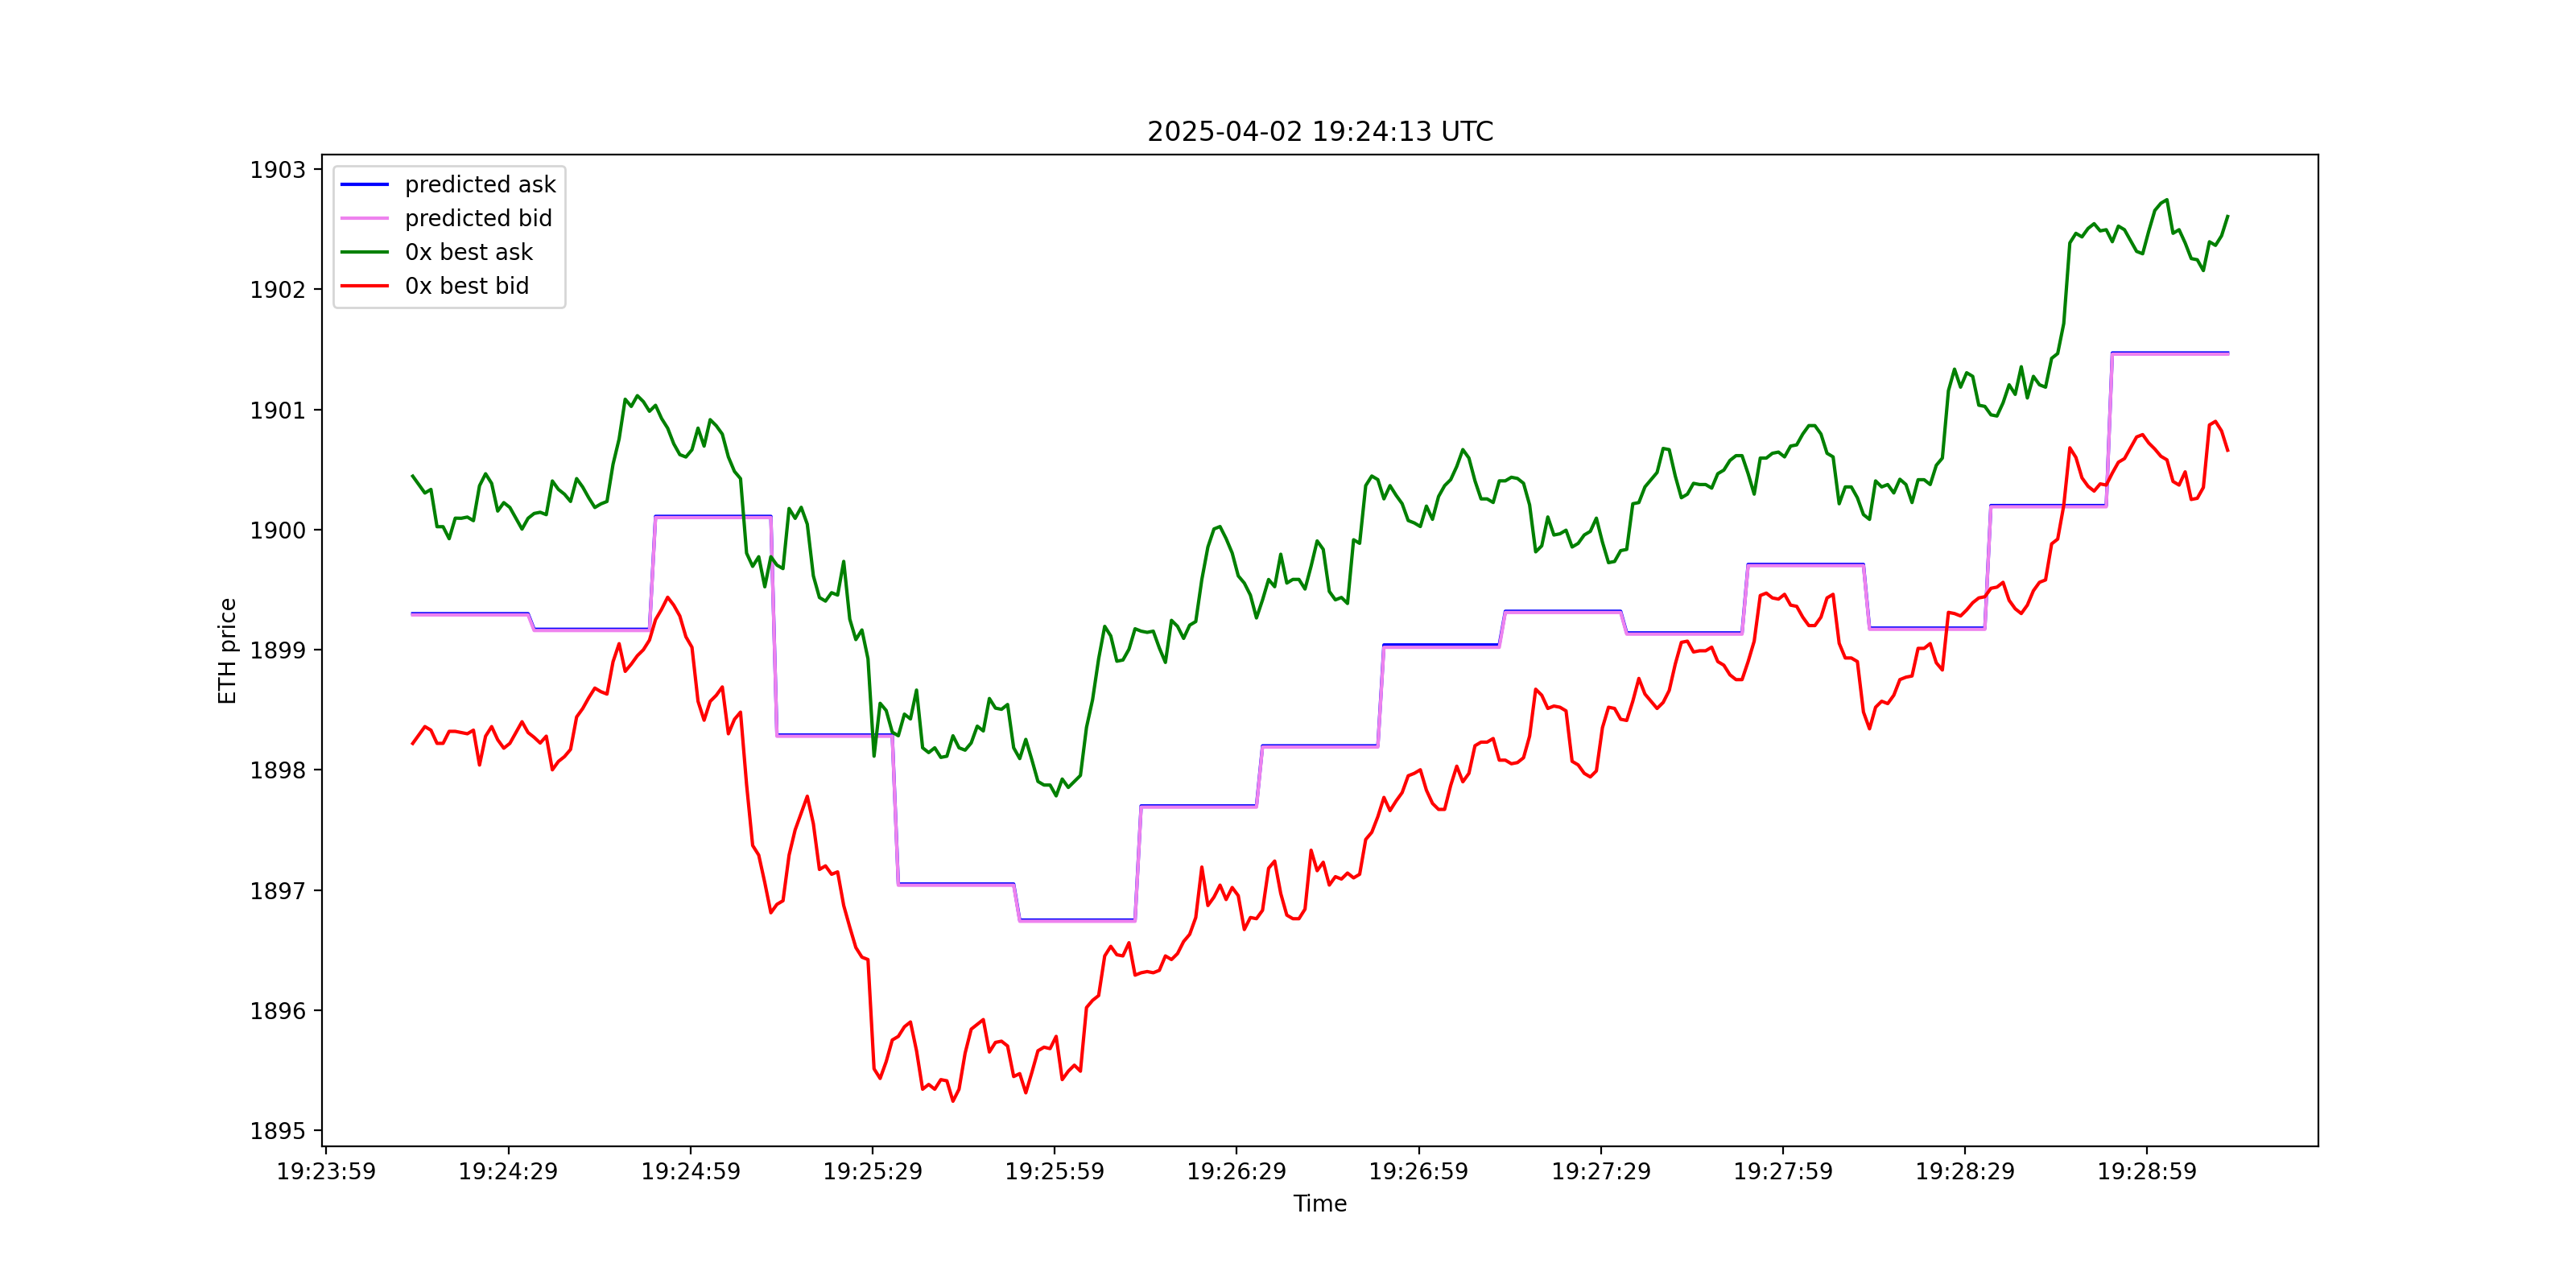 2025-04-02 19:24:13 UTC
predicted ask
predicted bid
0x best ask
0x best bid
1903
1902
1901
1900
1899
1898
1897
1896
1895
ETH price
19:23:59 19:24:29 19:24:59 19:25:29 19:25:59 19:26:29 19:26:59 19:27:29 19:27:59 19:28:29 19:28:59
Time